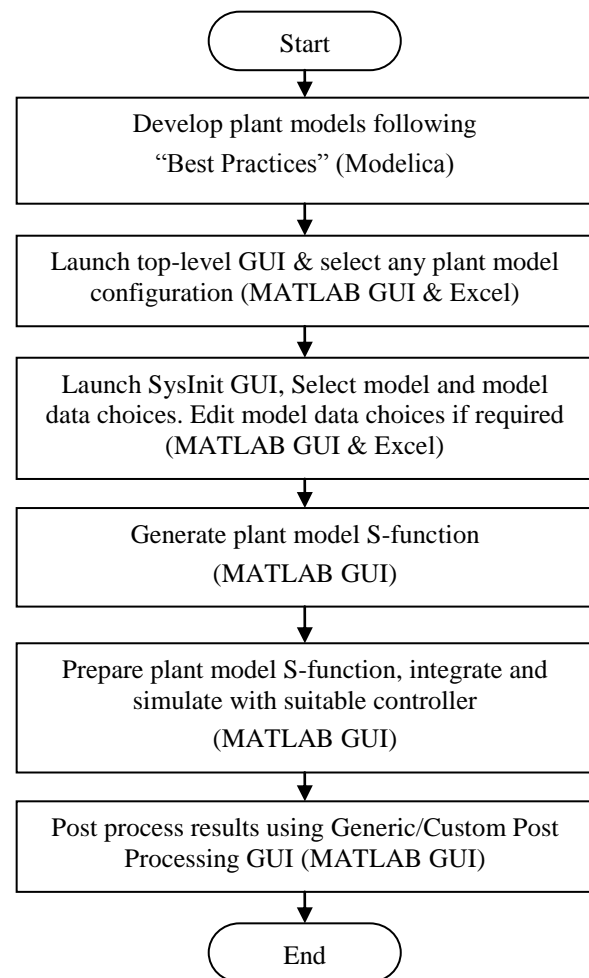 Start
Develop plant models following
“Best Practices” (Modelica)
Launch top-level GUI & select any plant model
configuration (MATLAB GUI & Excel)
Launch SysInit GUI, Select model and model
data choices. Edit model data choices if required
(MATLAB GUI & Excel)
Generate plant model S-function
(MATLAB GUI)
Prepare plant model S-function, integrate and
simulate with suitable controller
(MATLAB GUI)
Post process results using Generic/Custom Post
Processing GUI (MATLAB GUI)
End